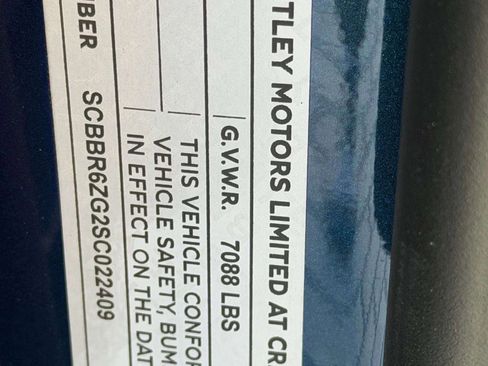 TLEY MOTORS LIMITED AT CR
G.V.W.R. 7088 LBS
THIS VEHICLE CONFOR
VEHICLE SAFETY, BUM
IN EFFECT ON THE DAT
BER SCBBR6ZG2SC022409